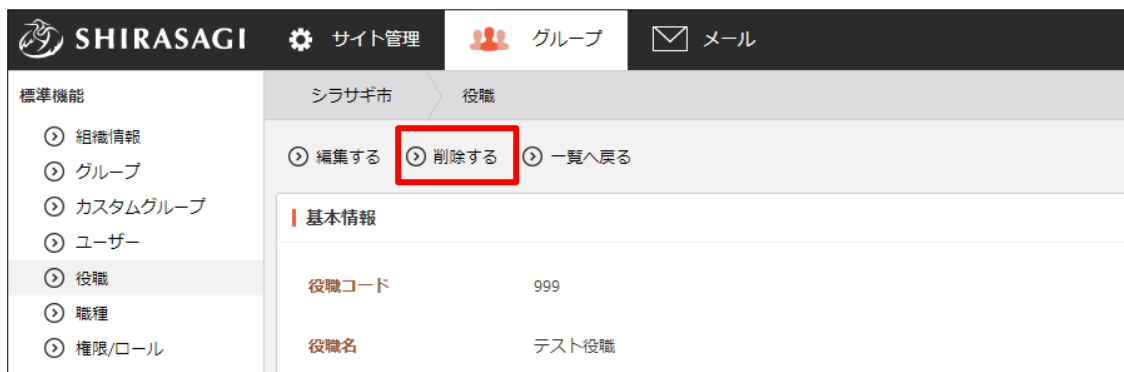 SHIRASAGI サイト管理 グループ メール
標準機能
組織情報
グループ
カスタムグループ
ユーザー
役職
職種
権限/ロール
シラサギ市 役職
編集する 削除する 一覧へ戻る
基本情報
役職コード 999
役職名 テスト役職